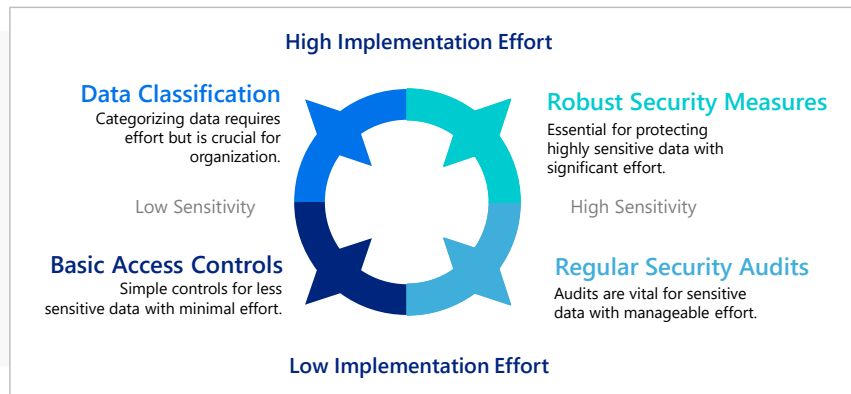 High Implementation Effort
Data Classification
Categorizing data requires
effort but is crucial for
organization.
Robust Security Measures
Essential for protecting
highly sensitive data with
significant effort.
Low Sensitivity
High Sensitivity
Basic Access Controls
Simple controls for less
sensitive data with minimal effort.
Regular Security Audits
Audits are vital for sensitive
data with manageable effort.
Low Implementation Effort